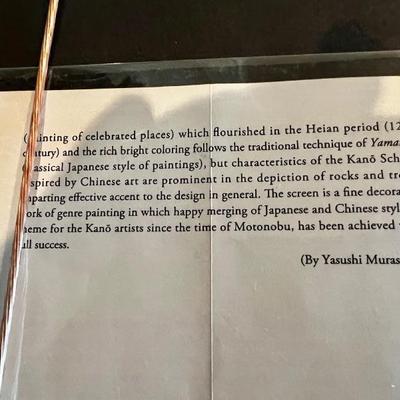 (painting of celebrated places) which flourished in the Heian period (12
century) and the rich bright coloring follows the traditional technique of Yama
(classical Japanese style of paintings), but characteristics of the Kanō Sch
inspired by Chinese art are prominent in the depiction of rocks and tre
imparting effective accent to the design in general. The screen is a fine decora
work of genre painting in which happy merging of Japanese and Chinese styl
theme for the Kanō artists since the time of Motonobu, has been achieved
full success.
(By Yasushi Muras